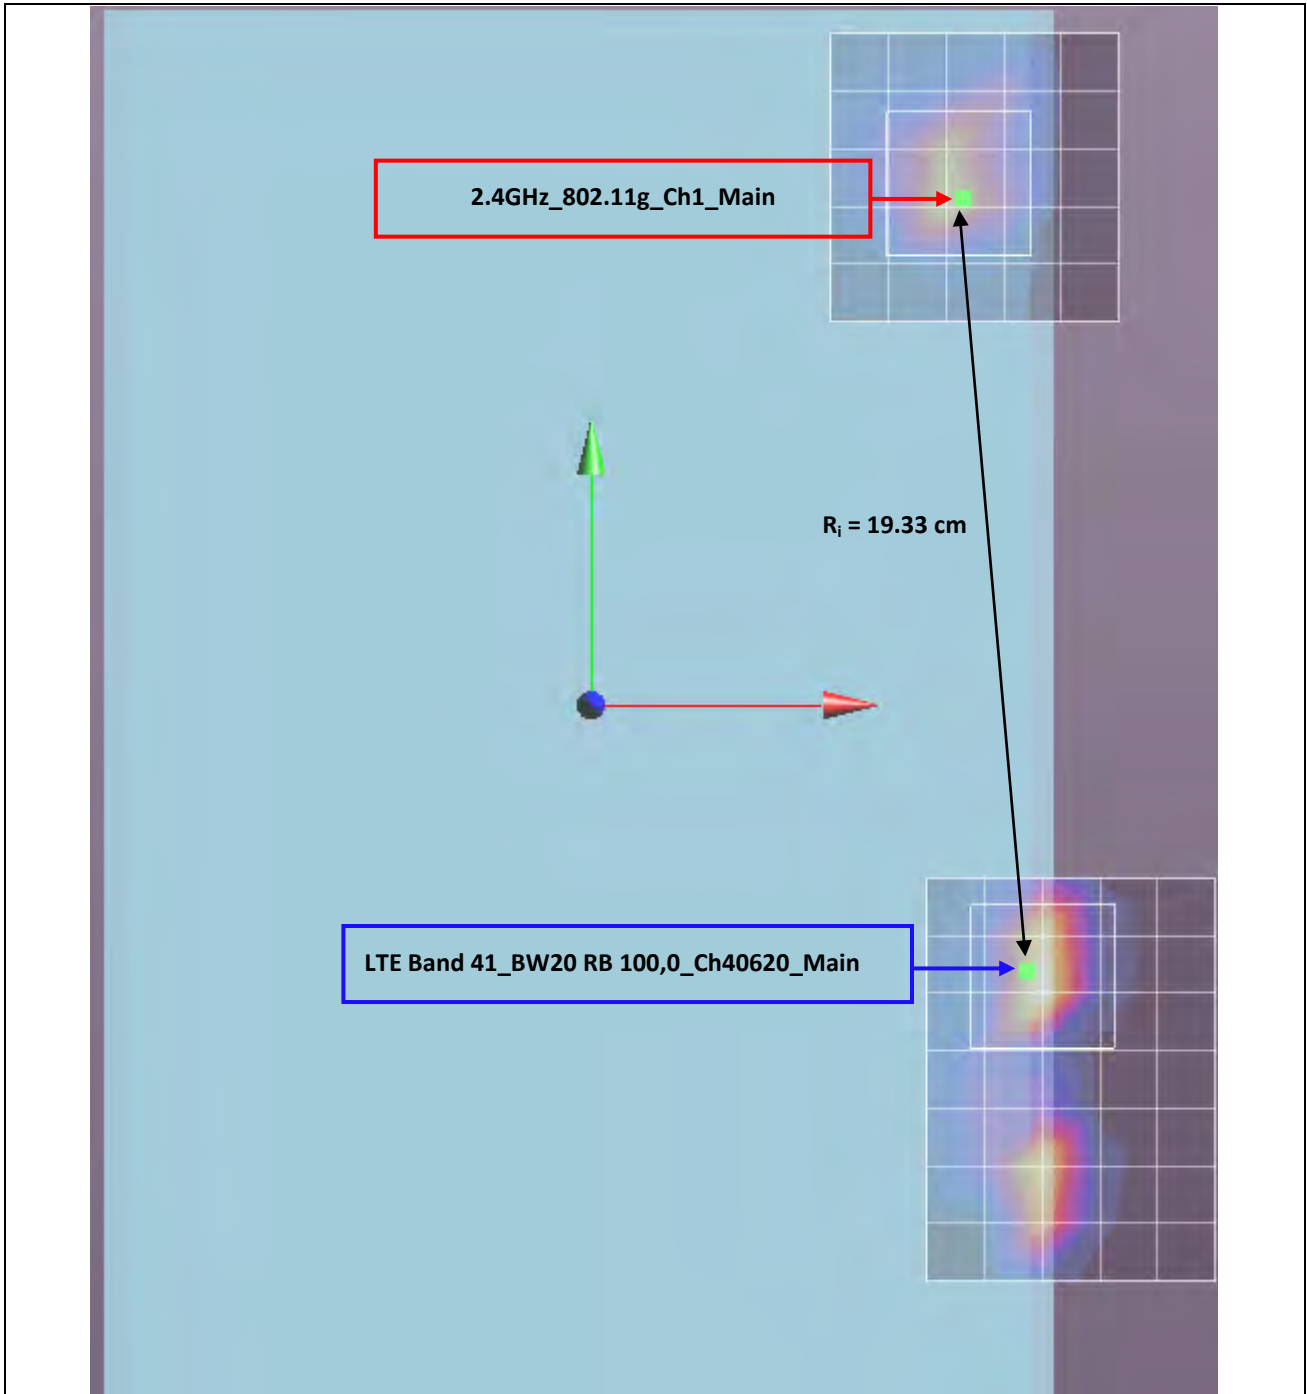 2.4GHz_802.11g_Ch1_Main
Rᵢ = 19.33 cm
LTE Band 41_BW20 RB 100,0_Ch40620_Main